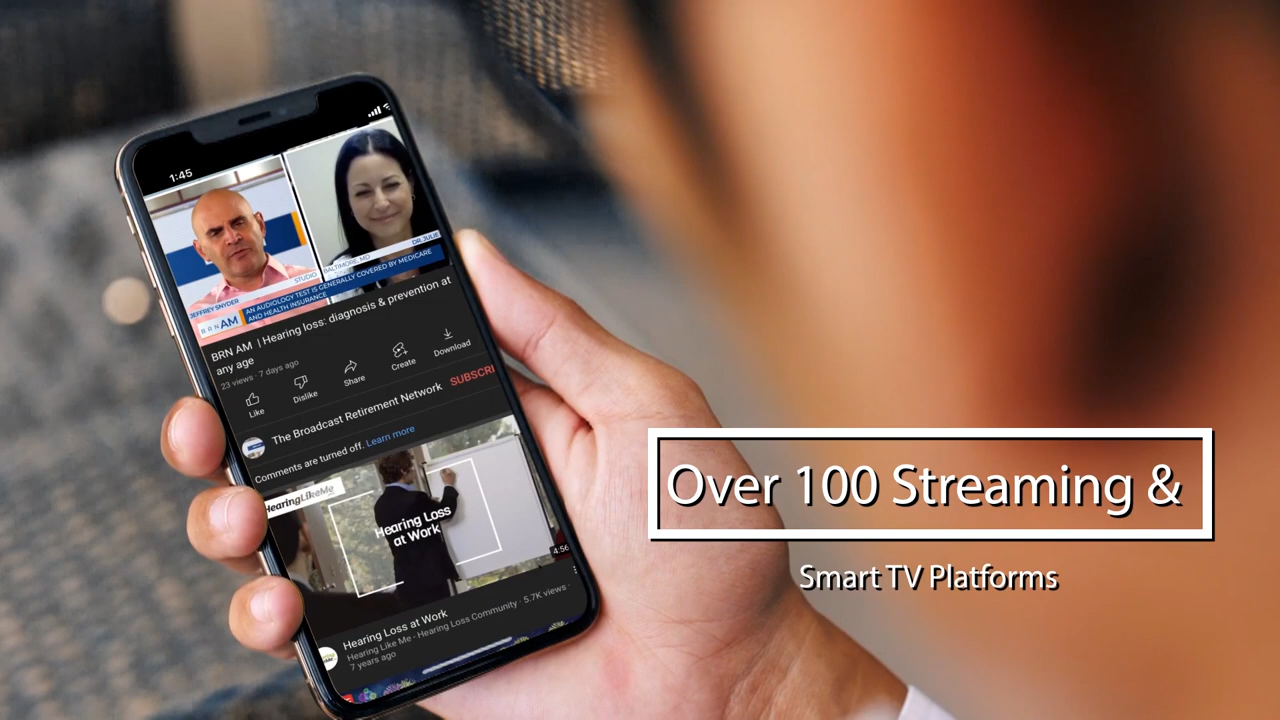 1:45
JEFFREY SNYDER
STUDIO
BALTIMORE, MD
DR. JULIE
BRN AM
AN AUDIOLOGY TEST IS GENERALLY COVERED BY MEDICARE
AND HEALTH INSURANCE
BRN AM | Hearing loss: diagnosis & prevention at
any age
23 views · 7 days ago
Like
Dislike
Share
Create
Download
The Broadcast Retirement Network
SUBSCRI
Comments are turned off. Learn more
HearingLikeMe
Hearing Loss
at Work
4:56
Hearing Loss at Work
Hearing Like Me - Hearing Loss Community · 5.7K views ·
7 years ago
Over 100 Streaming &
Smart TV Platforms